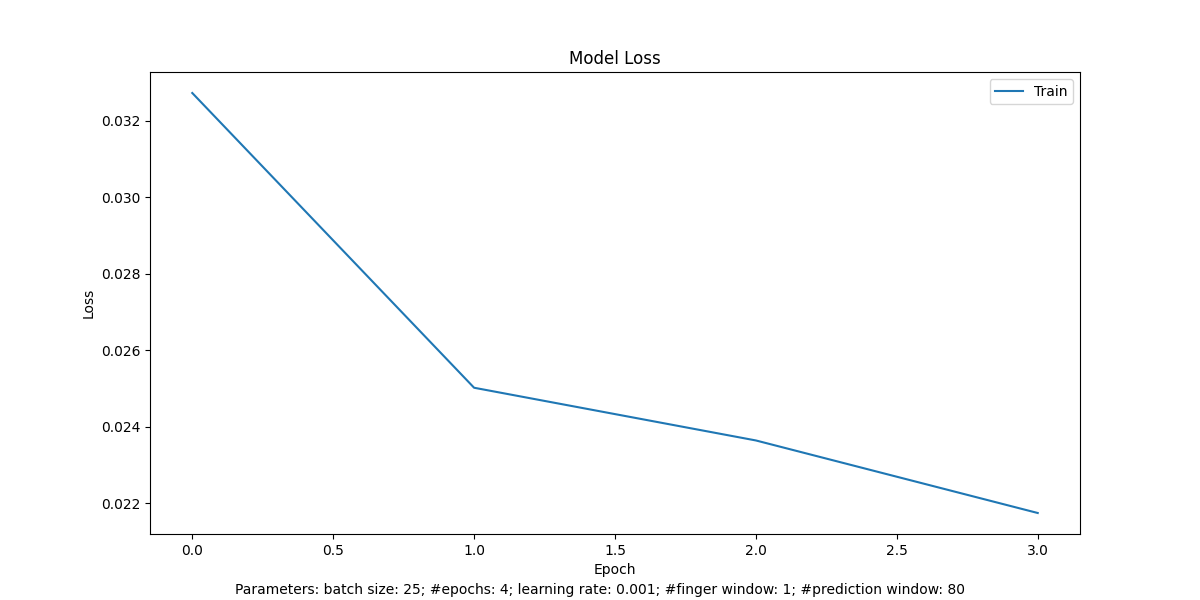 Model Loss
Train
0.032
0.030
0.028
0.026
0.024
0.022
Loss
0.0 0.5 1.0 1.5 2.0 2.5 3.0
Epoch
Parameters: batch size: 25; #epochs: 4; learning rate: 0.001; #finger window: 1; #prediction window: 80